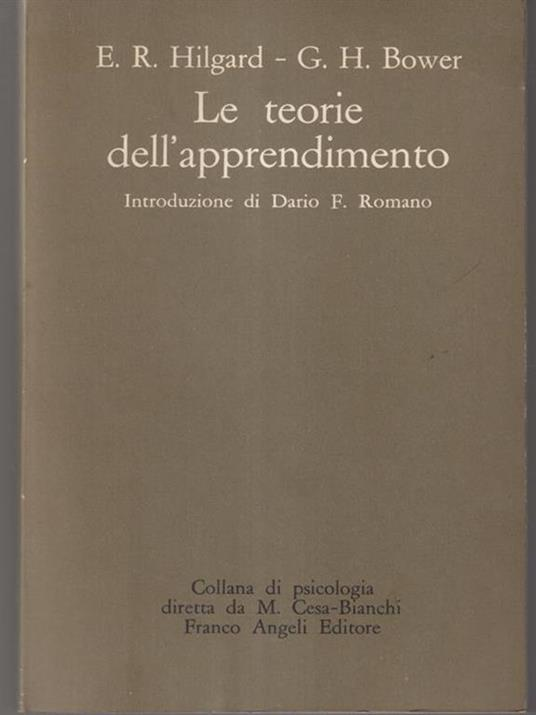 E. R. Hilgard - G. H. Bower
Le teorie
dell'apprendimento
Introduzione di Dario F. Romano
Collana di psicologia
diretta da M. Cesa-Bianchi
Franco Angeli Editore